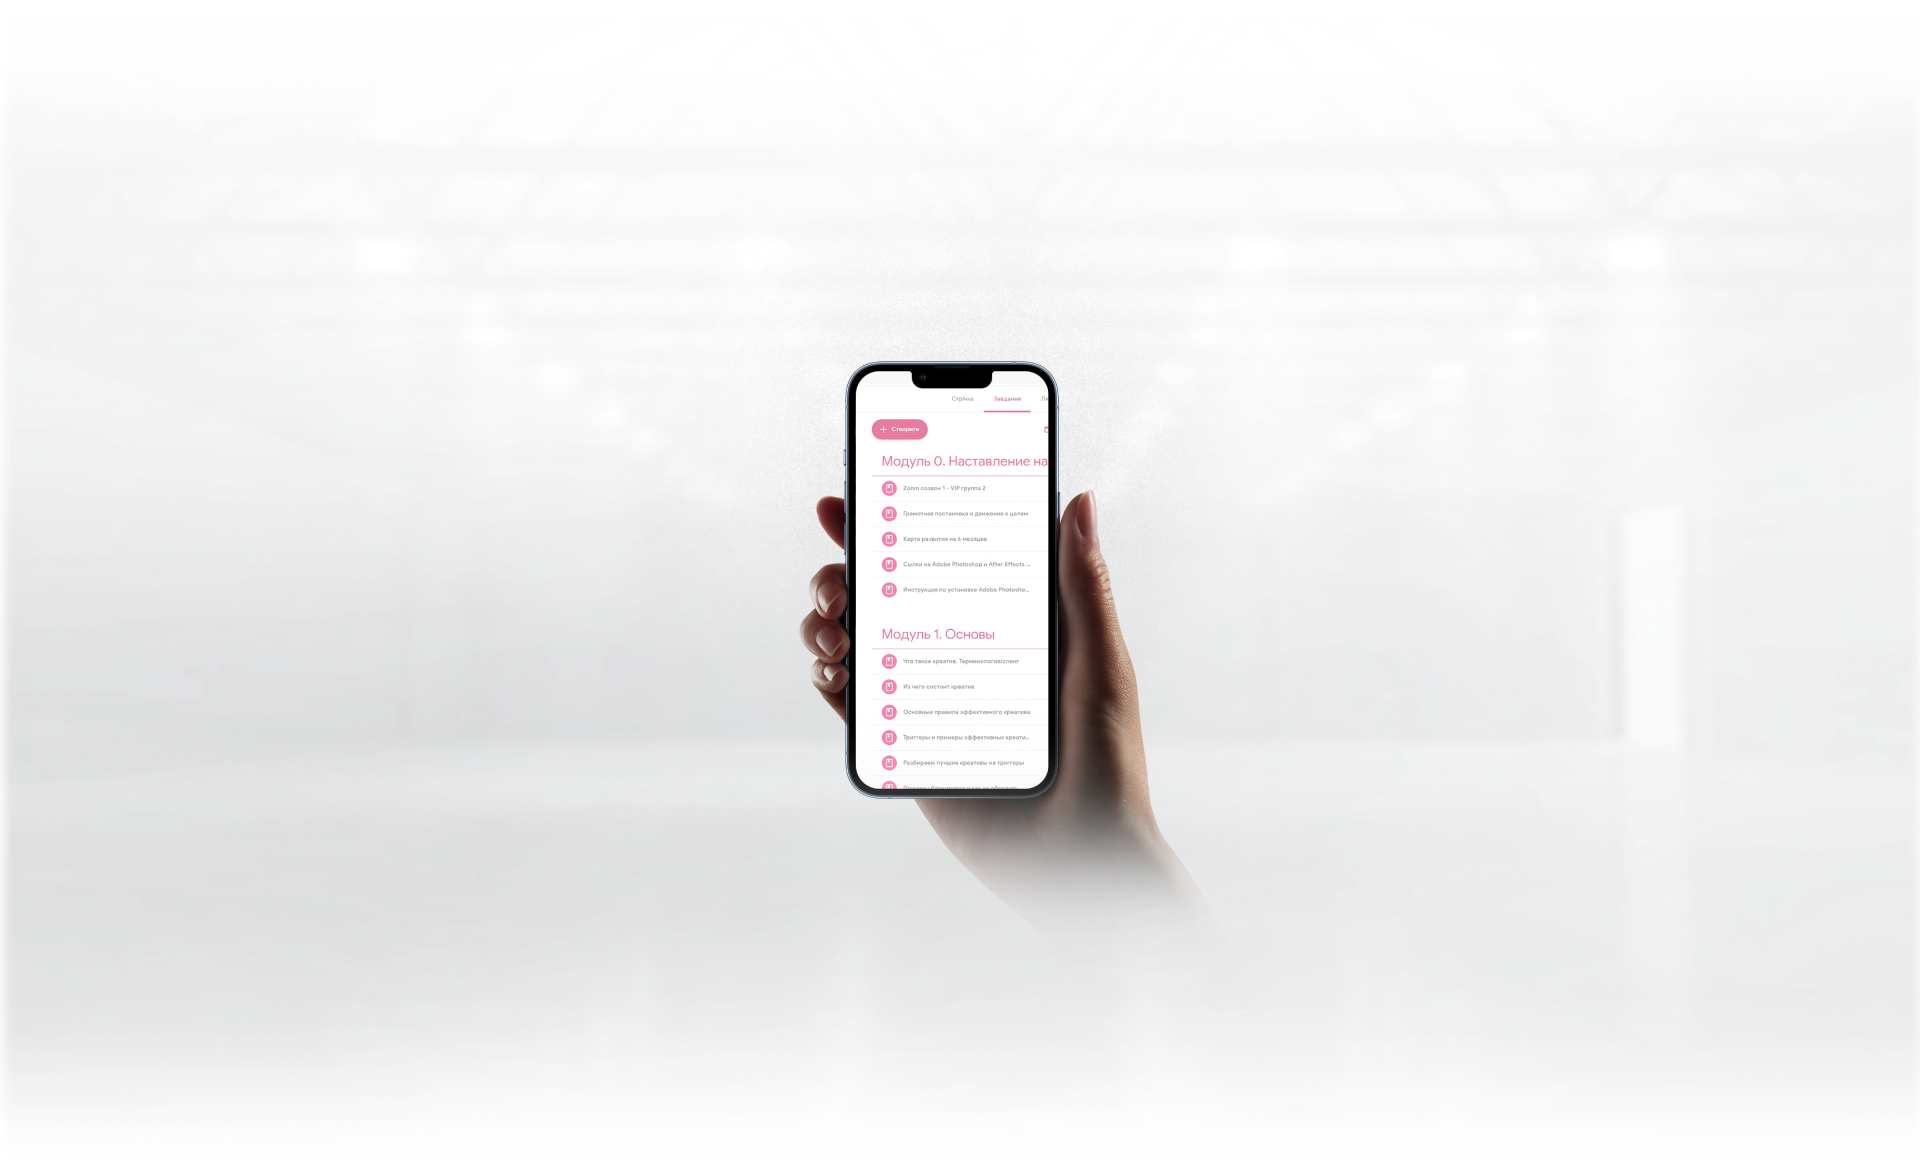 Стрічка Завдання Лю
Створити
Модуль 0. Наставление на
Zoom созвон 1 - VIP группа 2
Грамотная постановка и движение к целям
Карта развития на 6 месяцев
Сылки на Adobe Photoshop и After Effects ...
Инструкция по установке Adobe Photosho...
Модуль 1. Основы
Что такое креатив. Терминология/сленг
Из чего состоит креатив
Основные правила эффективного креатива
Триггеры и примеры эффективных креати...
Разбираем лучшие креативы на триггеры